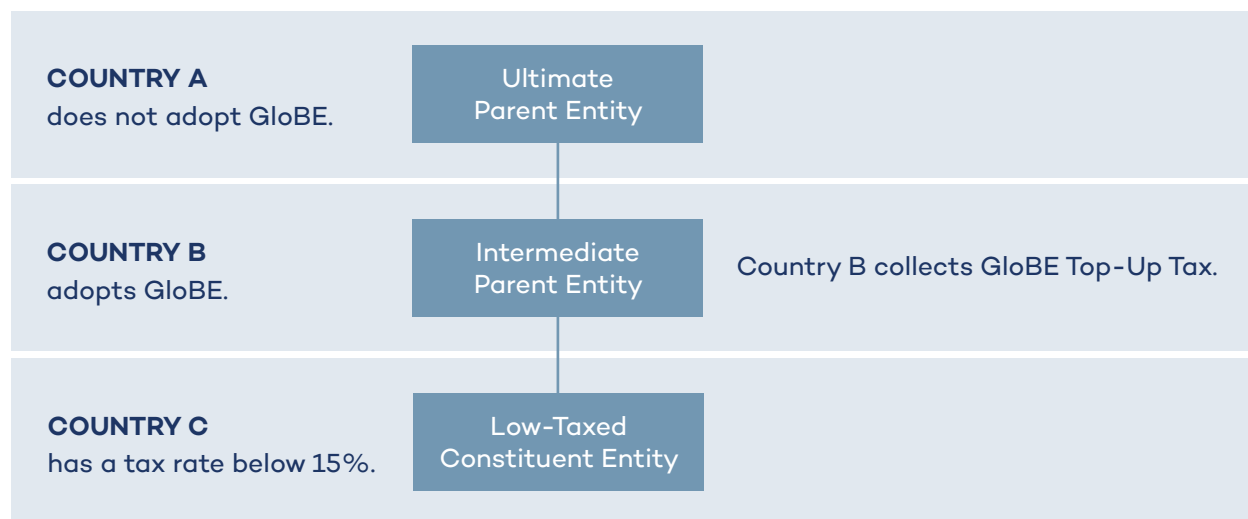 COUNTRY A
does not adopt GloBE.
Ultimate
Parent Entity
COUNTRY B
adopts GloBE.
Intermediate
Parent Entity
Country B collects GloBE Top-Up Tax.
COUNTRY C
has a tax rate below 15%.
Low-Taxed
Constituent Entity